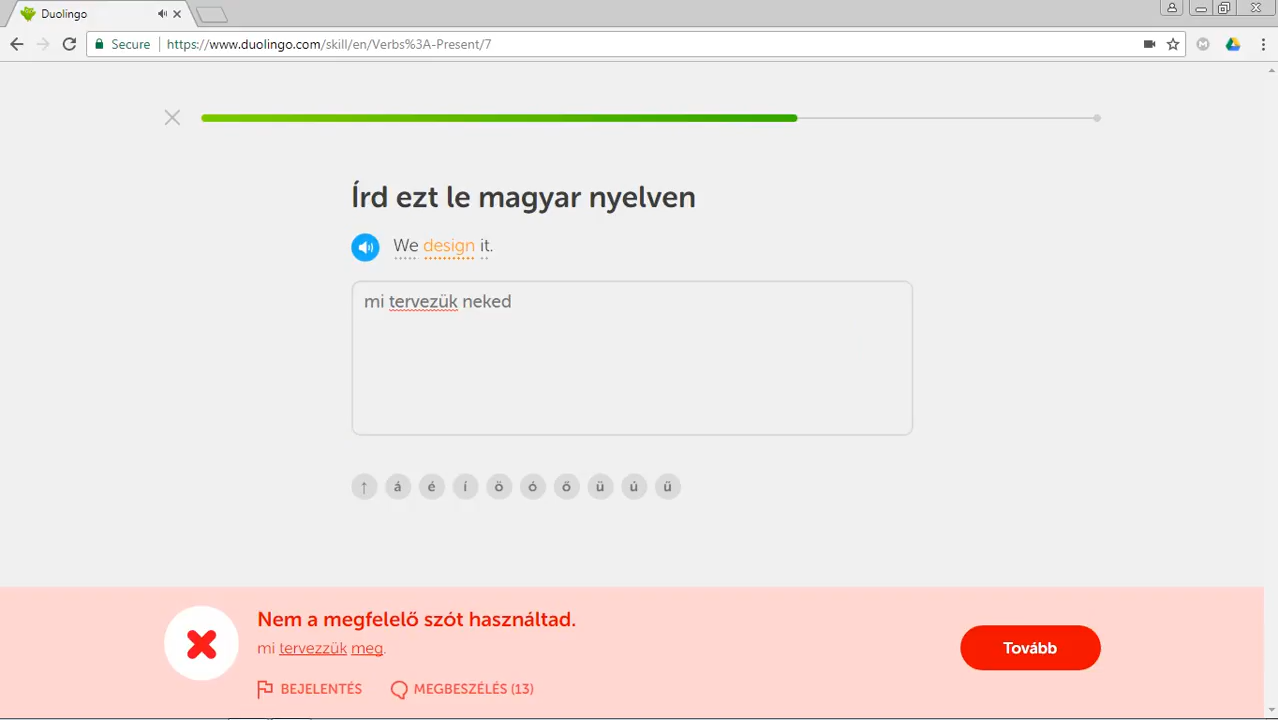 Duolingo
Secure https://www.duolingo.com/skill/en/Verbs%3A-Present/7
Írd ezt le magyar nyelven
We design it.
mi tervezük neked
↑ á é í ö ó ő ü ú ü
Nem a megfelelő szót használtad.
mi tervezzük meg.
Tovább
BEJELENTÉS MEGBESZÉLÉS (13)